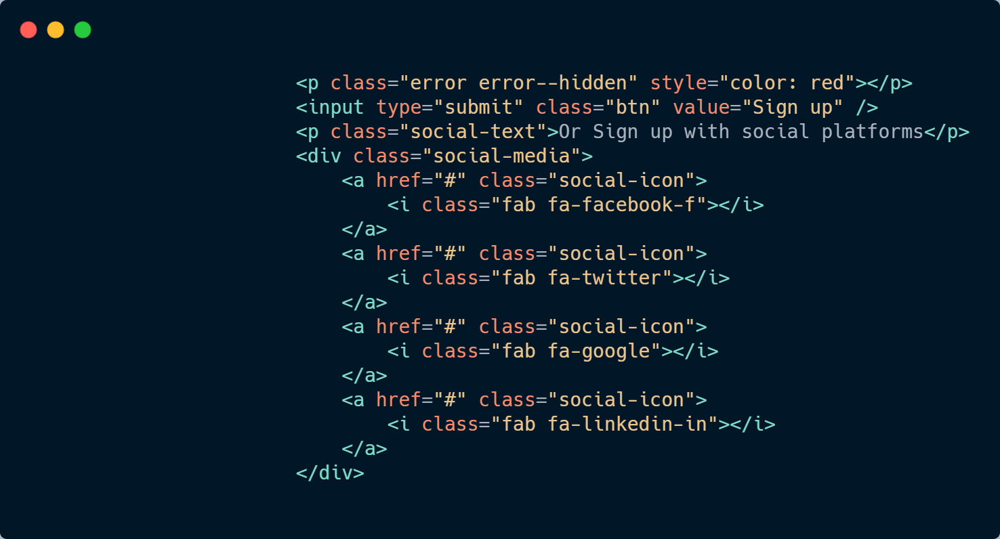 <p class="error error--hidden" style="color: red"></p>
<input type="submit" class="btn" value="Sign up" />
<p class="social-text">Or Sign up with social platforms</p>
<div class="social-media">
    <a href="#" class="social-icon">
        <i class="fab fa-facebook-f"></i>
    </a>
    <a href="#" class="social-icon">
        <i class="fab fa-twitter"></i>
    </a>
    <a href="#" class="social-icon">
        <i class="fab fa-google"></i>
    </a>
    <a href="#" class="social-icon">
        <i class="fab fa-linkedin-in"></i>
    </a>
</div>